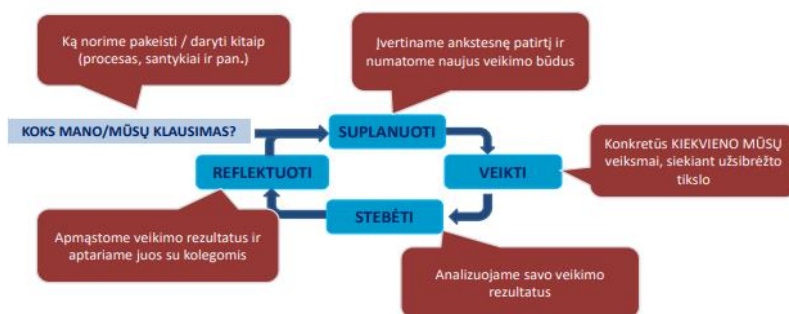 Ką norime pakeisti / daryti kitaip
(procesas, santykiai ir pan.)
Įvertiname ankstesnę patirtį ir
numatome naujus veikimo būdus
KOKS MANO/MŪSŲ KLAUSIMAS?
SUPLANUOTI
Konkretūs KIEKVIENO MŪSŲ
veiksmai, siekiant užsibrėžto
tikslo
REFLEKTUOTI
VEIKTI
STEBĖTI
Apmąstome veikimo rezultatus ir
aptariame juos su kolegomis
Analizuojame savo veikimo
rezultatus